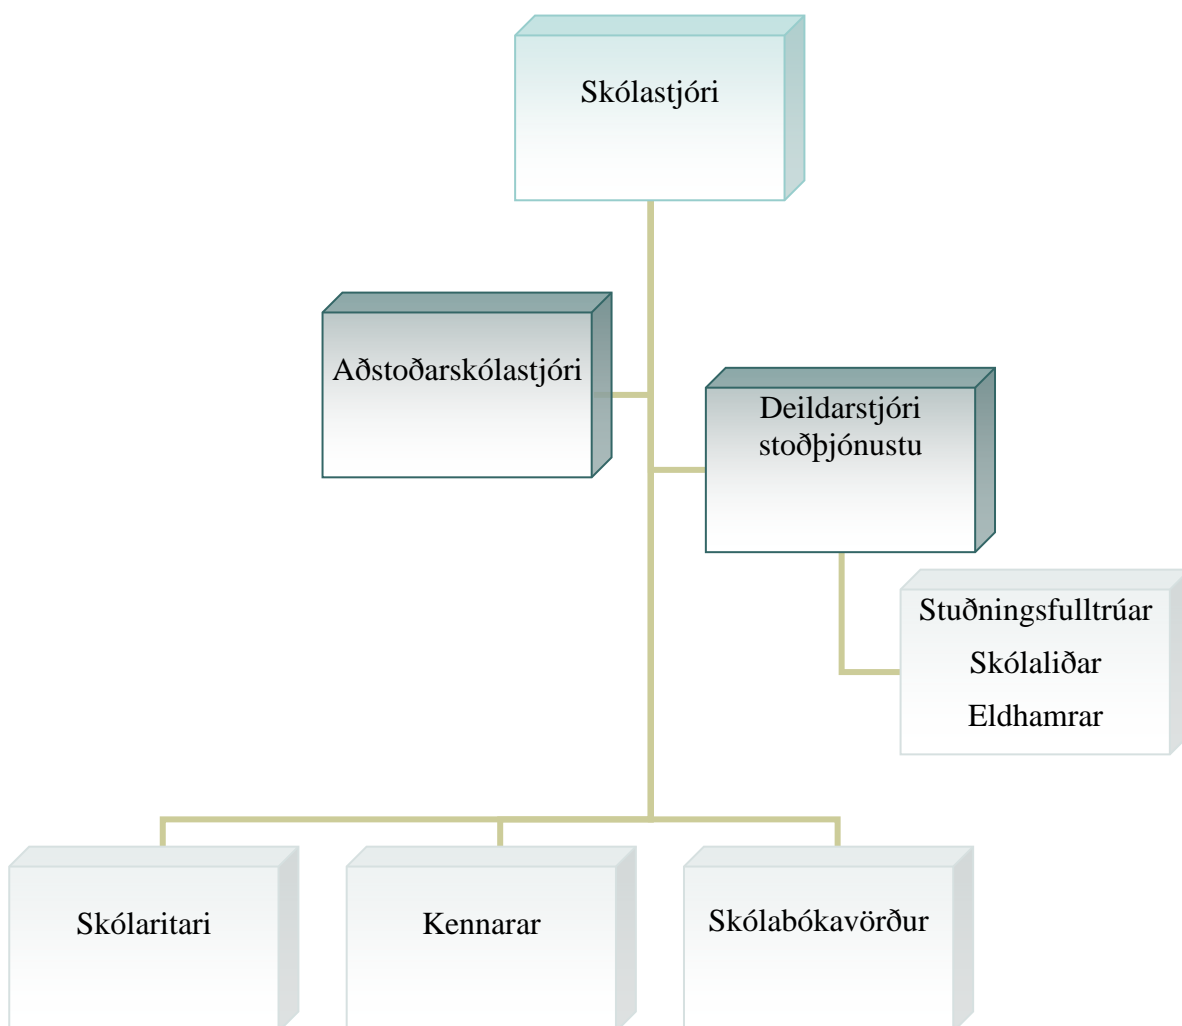 Skólastjóri
Aðstoðarskólastjóri
Deildarstjóri
stoðþjónustu
Stuðningsfulltrúar
Skólaliðar
Eldhamrar
Skólaritari
Kennarar
Skólabókavörður